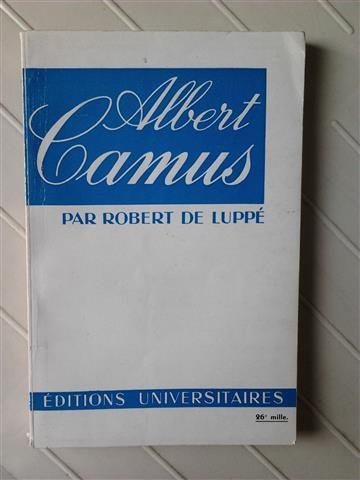 Albert
Camus
PAR ROBERT DE LUPPÉ
ÉDITIONS UNIVERSITAIRES
26e mille.